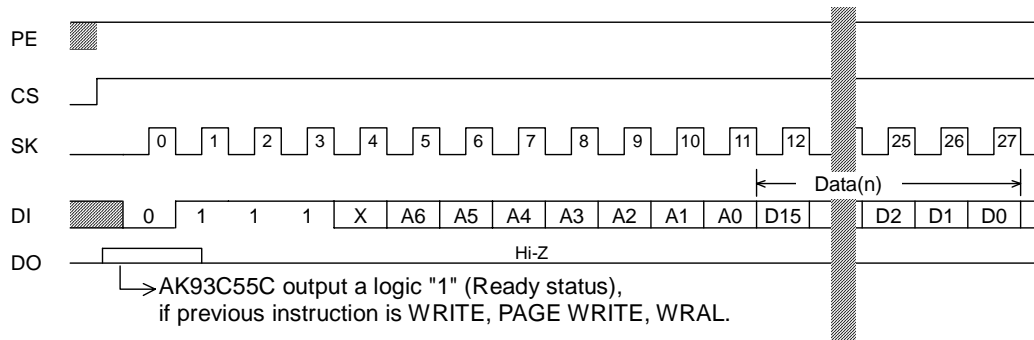 PE
CS
SK 0 1 2 3 4 5 6 7 8 9 10 11 12 25 26 27
Data(n)
DI 0 1 1 1 X A6 A5 A4 A3 A2 A1 A0 D15 D2 D1 D0
DO Hi-Z
AK93C55C output a logic "1" (Ready status),
if previous instruction is WRITE, PAGE WRITE, WRAL.